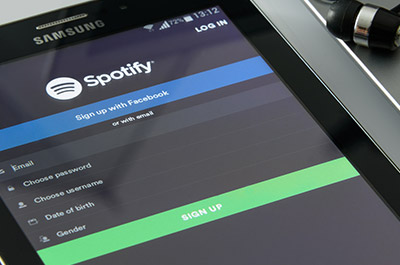 SAMSUNG
72% 13:12
LOG IN
Spotify®
Sign up with Facebook
or with email
Email
Choose password
Choose username
Date of birth
Gender
SIGN UP